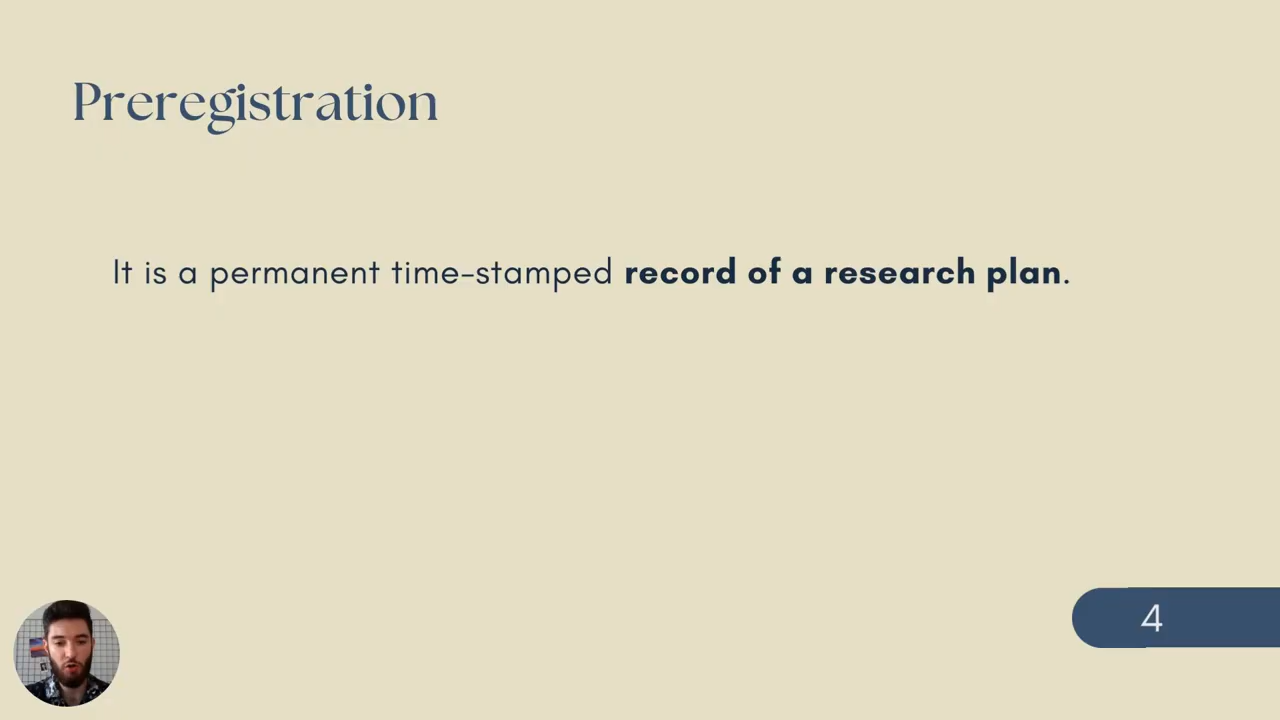 Preregistration
It is a permanent time-stamped record of a research plan.
4